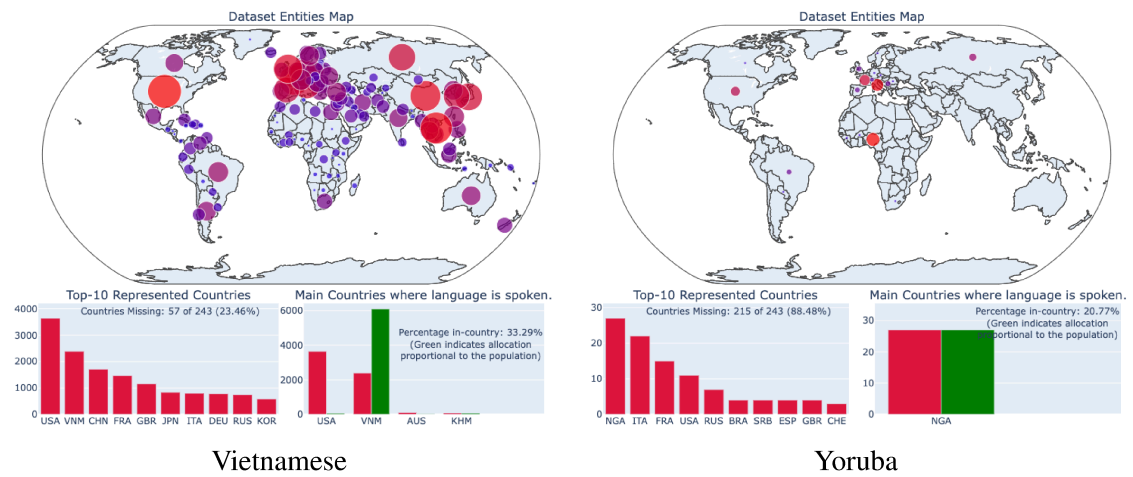 Dataset Entities Map
Top-10 Represented Countries
Countries Missing: 57 of 243 (23.46%)
4000
3000
2000
1000
0
USA VNM CHN FRA GBR JPN ITA DEU RUS KOR
Main Countries where language is spoken.
Percentage in-country: 33.29%
(Green indicates allocation
proportional to the population)
6000
4000
2000
0
USA VNM AUS KHM
Vietnamese
Dataset Entities Map
Top-10 Represented Countries
Countries Missing: 215 of 243 (88.48%)
30
20
10
0
NGA ITA FRA USA RUS BRA SRB ESP GBR CHE
Main Countries where language is spoken.
Percentage in-country: 20.77%
(Green indicates allocation
proportional to the population)
30
20
10
0
NGA
Yoruba